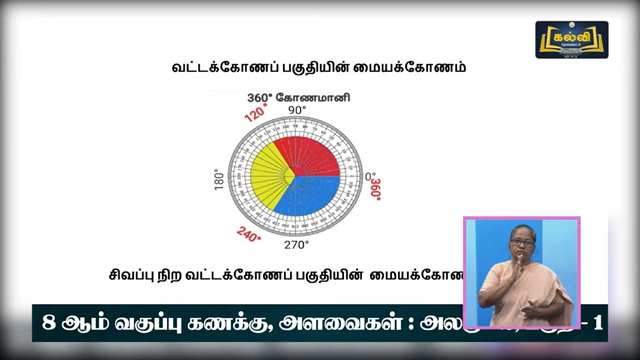 கல்வி
வட்டக்கோணப் பகுதியின் மையக்கோணம்
360° கோணமானி
120°
90°
180°
0°
360°
240°
270°
சிவப்பு நிற வட்டக்கோணப் பகுதியின் மையக்கோண
8 ஆம் வகுப்பு கணக்கு, அளவைகள் : அலகு - 1